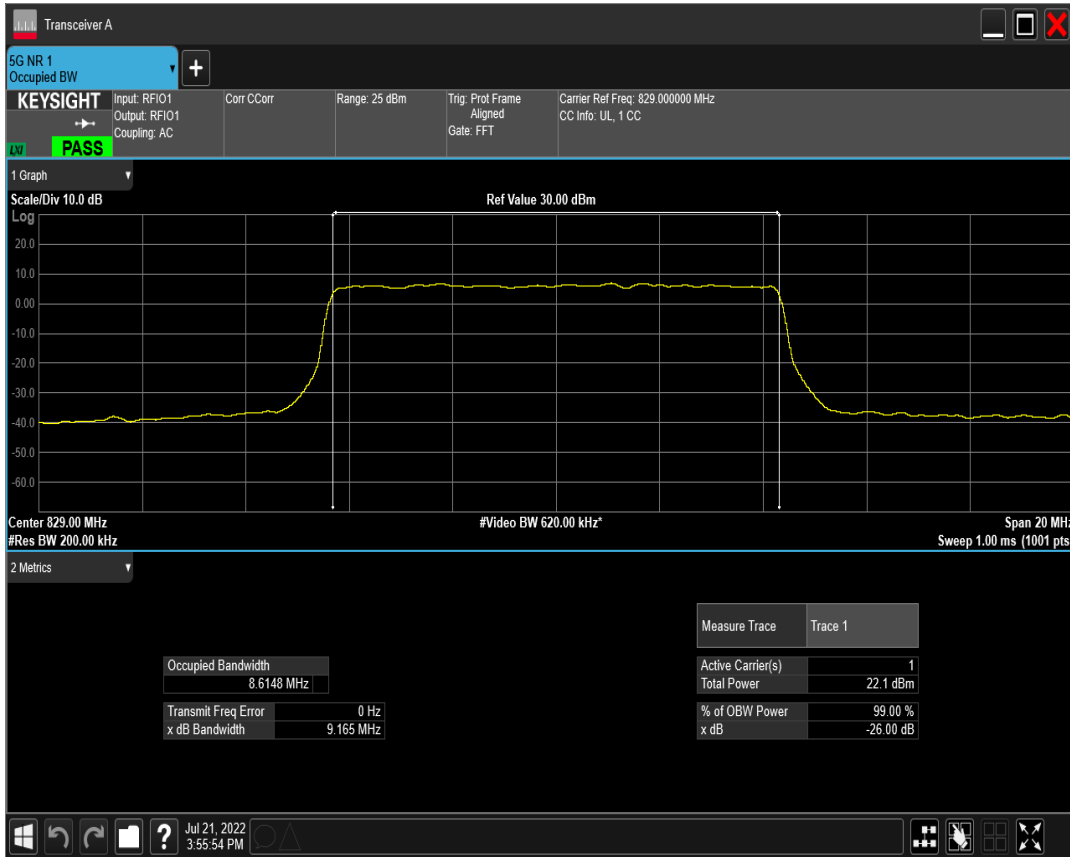 Transceiver A
5G NR 1
Occupied BW
KEYSIGHT
Input: RFIO1
Output: RFIO1
Coupling: AC
Corr CCorr
Range: 25 dBm
Trig: Prot Frame
Aligned
Gate: FFT
Carrier Ref Freq: 829.000000 MHz
CC Info: UL, 1 CC
LXI
PASS
1 Graph
Scale/Div 10.0 dB
Ref Value 30.00 dBm
Log
20.0
10.0
0.00
-10.0
-20.0
-30.0
-40.0
-50.0
-60.0
Center 829.00 MHz
#Video BW 620.00 kHz*
Span 20 MHz
#Res BW 200.00 kHz
Sweep 1.00 ms (1001 pts
2 Metrics
Measure Trace Trace 1
Occupied Bandwidth
8.6148 MHz
Active Carrier(s) 1
Total Power 22.1 dBm
Transmit Freq Error 0 Hz
x dB Bandwidth 9.165 MHz
% of OBW Power 99.00 %
x dB -26.00 dB
?
Jul 21, 2022
3:55:54 PM